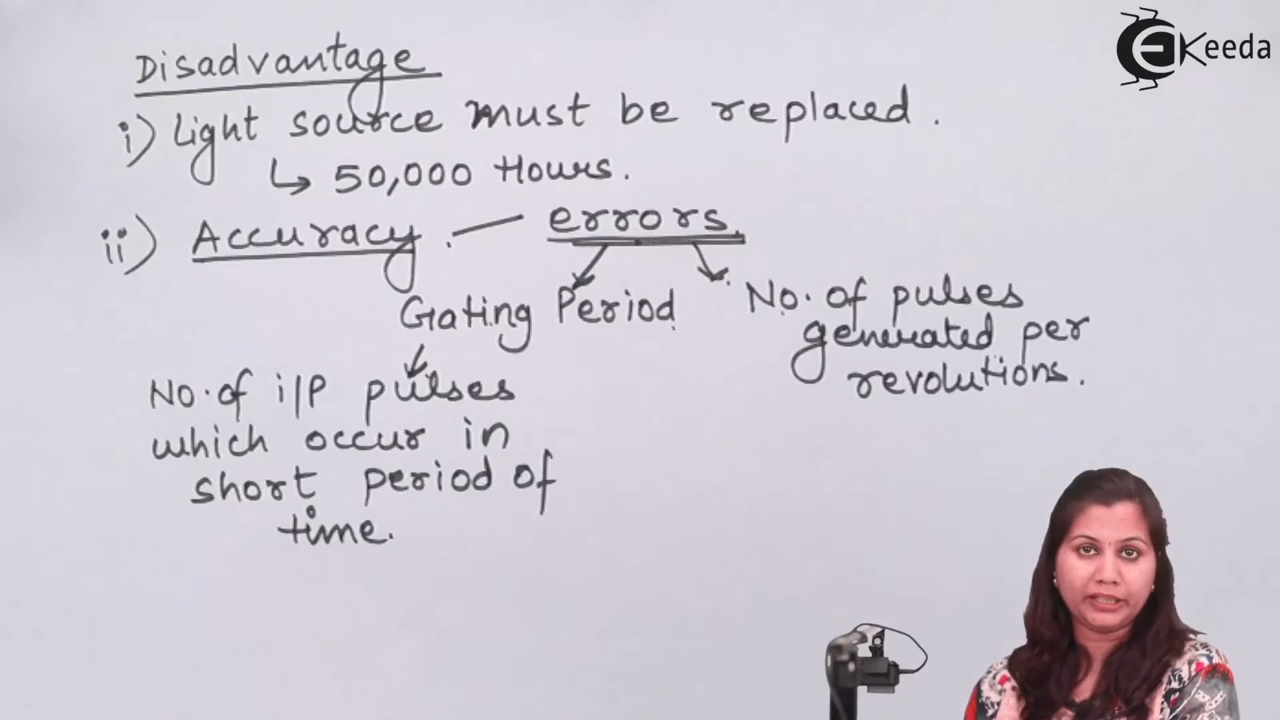 Disadvantage
i) Light source must be replaced.
↳ 50,000 Hours.
ii) Accuracy. — errors.
Gating Period
No. of pulses generated per revolutions.
No. of i/p pulses
which occur in
short period of
time.
EKeeda